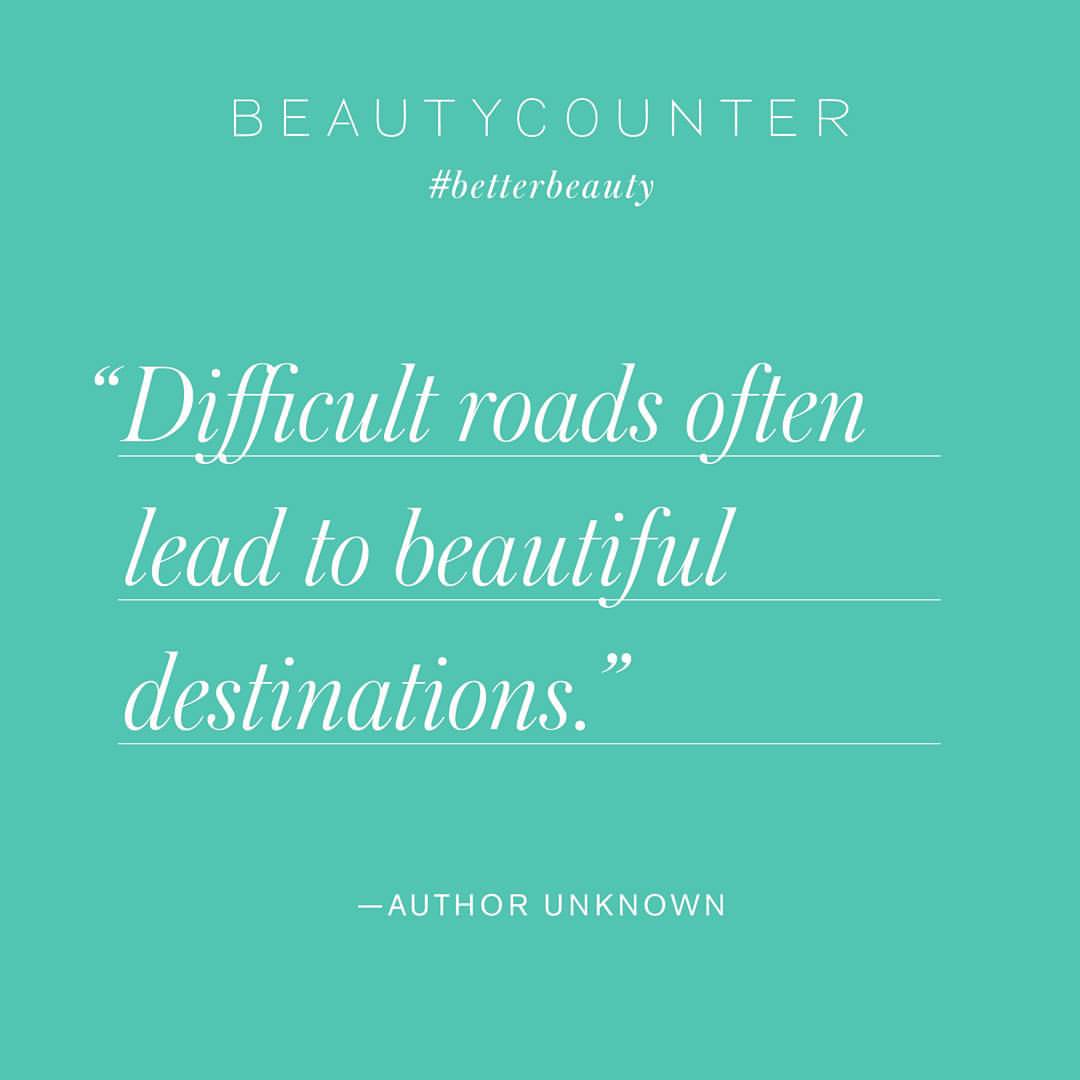 BEAUTYCOUNTER
#betterbeauty
“Difficult roads often
lead to beautiful
destinations.”
—AUTHOR UNKNOWN